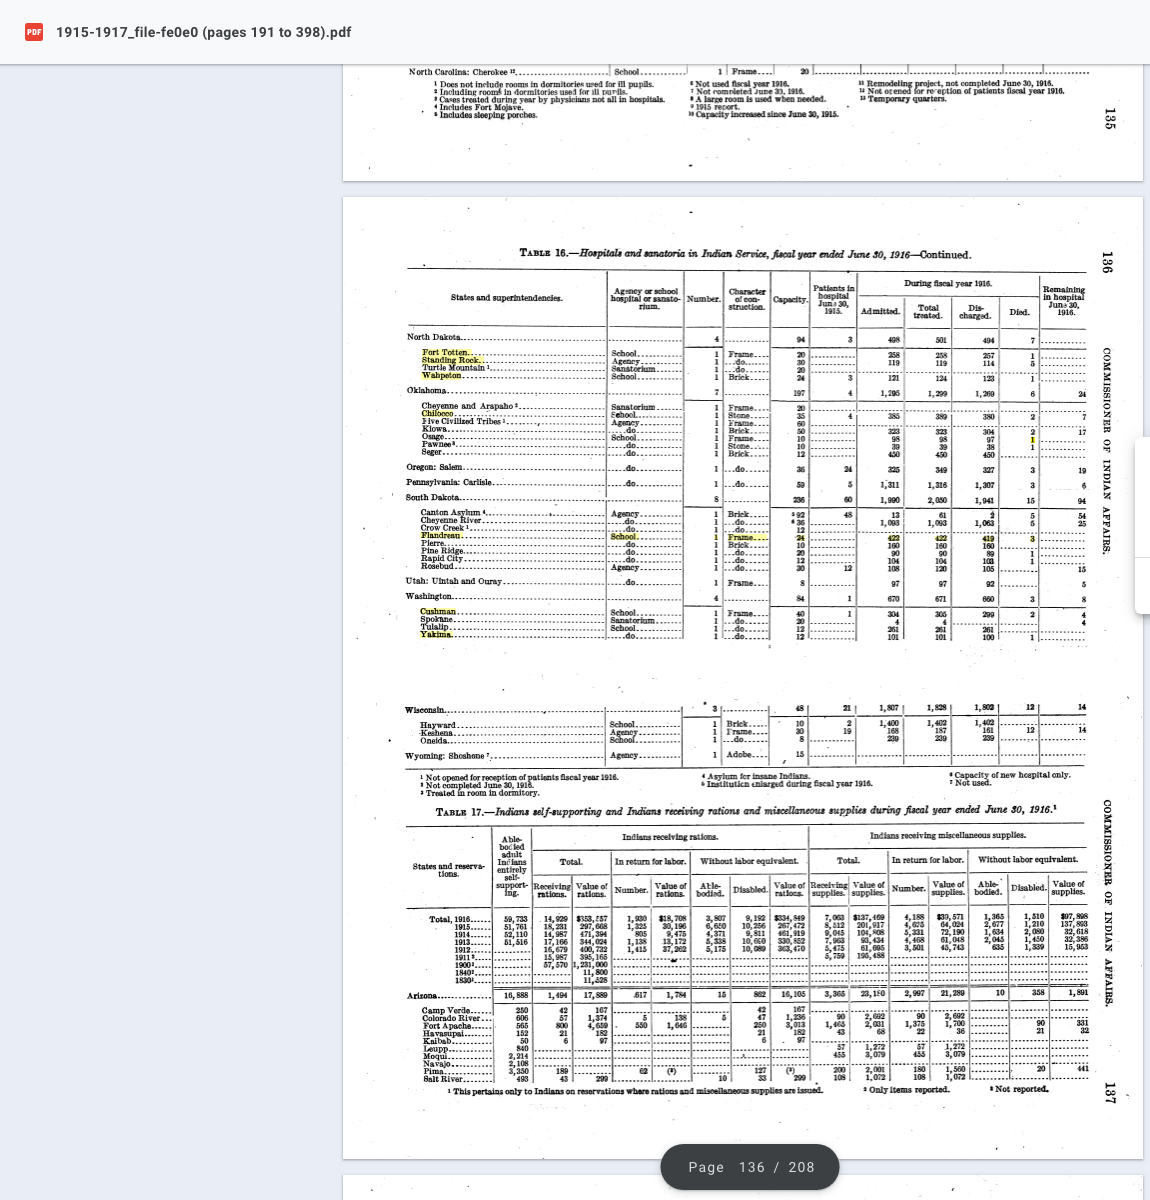 1915-1917_file-fe0e0 (pages 191 to 398).pdf
North Carolina: Cherokee ¹². School. 1 Frame. 20
¹ Does not include rooms in dormitories used for ill pupils.
² Including rooms in dormitories used for ill pupils.
³ Cases treated during year by physicians not all in hospitals.
⁴ Includes Fort Mojave.
⁵ Includes sleeping porches.
⁶ Not used fiscal year 1916.
⁷ Not completed June 30, 1916.
⁸ A large room is used when needed.
⁹ 1915 report.
¹⁰ Capacity increased since June 30, 1915.
¹¹ Remodeling project, not completed June 30, 1916.
¹² Not opened for reception of patients fiscal year 1916.
¹³ Temporary quarters.
135
TABLE 16.—Hospitals and sanatoria in Indian Service, fiscal year ended June 30, 1916—Continued.
136
COMMISSIONER OF INDIAN AFFAIRS.
States and superintendencies. Agency or school hospital or sanatorium. Number. Character of construction. Capacity. Patients in hospital June 30, 1915. During fiscal year 1916. Remaining in hospital June 30, 1916.
Admitted. Total treated. Discharged. Died.
North Dakota 4 94 3 498 501 494 7
Fort Totten School 1 Frame 20 258 258 257 1
Standing Rock Agency 1 do 30 119 119 114 5
Turtle Mountain ¹ Sanatorium 1 do 20
Wahpeton School 1 Brick 24 3 121 124 123 1
Oklahoma 7 197 4 1,295 1,299 1,269 6 24
Cheyenne and Arapaho ² Sanatorium 1 Frame 20
Chilocco School 1 Stone 35 4 385 389 380 2 7
Five Civilized Tribes ¹ Agency 1 Frame 60
Kiowa do 1 Brick 50 323 323 304 2 17
Osage School 1 Frame 10 98 98 97 1
Pawnee ³ do 1 Stone 10 39 39 38 1
Seger do 1 Brick 12 450 450 450
Oregon: Salem do 1 do 36 24 325 349 327 3 19
Pennsylvania: Carlisle do 1 do 59 5 1,311 1,316 1,307 3 6
South Dakota 8 236 60 1,990 2,050 1,941 15 94
Canton Asylum ⁴ Agency 1 Brick ⁵ 92 48 13 61 2 5 54
Cheyenne River do 1 do ⁶ 36 1,093 1,093 1,063 5 25
Crow Creek ¹ do 1 do 12
Flandreau School 1 Frame 24 422 422 419 3
Pierre do 1 Brick 10 160 160 160
Pine Ridge do 1 do 20 90 90 89 1
Rapid City do 1 do 12 104 104 103 1
Rosebud Agency 1 do 30 12 108 120 105 15
Utah: Uintah and Ouray do 1 Frame 8 97 97 92 5
Washington 4 84 1 670 671 660 3 8
Cushman School 1 Frame 40 1 304 305 299 2 4
Spokane Sanatorium 1 do 20 4 4 4
Tulalip School 1 do 12 261 261 261
Yakima do 1 do 12 101 101 100 1
Wisconsin 3 48 21 1,807 1,828 1,802 12 14
Hayward School 1 Brick 10 2 1,400 1,402 1,402
Keshena Agency 1 Frame 30 19 168 187 161 12 14
Oneida School 1 do 8 239 239 239
Wyoming: Shoshone ⁷ Agency 1 Adobe 15
¹ Not opened for reception of patients fiscal year 1916.
² Not completed June 30, 1916.
³ Treated in room in dormitory.
⁴ Asylum for insane Indians.
⁵ Institution enlarged during fiscal year 1916.
⁶ Capacity of new hospital only.
⁷ Not used.
TABLE 17.—Indians self-supporting and Indians receiving rations and miscellaneous supplies during fiscal year ended June 30, 1916.¹
COMMISSIONER OF INDIAN AFFAIRS.
137
States and reservations. Able-bodied adult Indians entirely self-supporting. Indians receiving rations. Indians receiving miscellaneous supplies.
Total. In return for labor. Without labor equivalent. Total. In return for labor. Without labor equivalent.
Receiving rations. Value of rations. Number. Value of rations. Able-bodied. Disabled. Value of rations. Receiving supplies. Value of supplies. Number. Value of supplies. Able-bodied. Disabled. Value of supplies.
Total, 1916 59,733 14,929 $353,557 1,930 $18,708 3,807 9,192 $334,849 7,063 $137,469 4,188 $39,571 1,365 1,510 $97,898
1915 51,761 18,231 297,668 1,325 30,196 6,650 10,256 267,472 8,512 201,917 4,625 64,024 2,677 1,210 137,893
1914 52,110 14,987 471,394 805 9,475 4,371 9,811 461,919 9,045 104,808 5,331 72,190 1,634 2,080 32,618
1913 51,516 17,166 344,024 1,138 13,172 5,338 10,690 330,852 7,963 93,434 4,468 61,048 2,045 1,450 32,386
1912 16,679 400,732 1,415 37,262 5,175 10,089 363,470 5,475 61,695 3,501 45,743 635 1,339 15,953
1911 ² 15,987 395,165 5,759 195,488
1900 ² 57,570 1,231,000
1840 ² 11,800
1830 ² 11,528
Arizona 16,888 1,494 17,889 617 1,784 15 862 16,105 3,365 23,180 2,997 21,289 10 358 1,891
Camp Verde 250 42 167 42 167
Colorado River 606 57 1,374 5 138 5 47 1,236 90 2,692 90 2,692
Fort Apache 565 800 4,659 550 1,646 250 3,013 1,465 2,031 1,375 1,700 90 331
Havasupai 152 21 182 21 182 43 68 22 36 21 32
Kaibab 50 6 97 6 97
Leupp 840 57 1,272 57 1,272
Moqui 2,214 455 3,079 455 3,079
Navajo 2,108
Pima 3,350 189 62 (³) 127 (³) 200 2,001 180 1,560 20 441
Salt River 493 43 299 10 33 299 108 1,072 108 1,072
¹ This pertains only to Indians on reservations where rations and miscellaneous supplies are issued.
² Only items reported.
³ Not reported.
Page 136 / 208